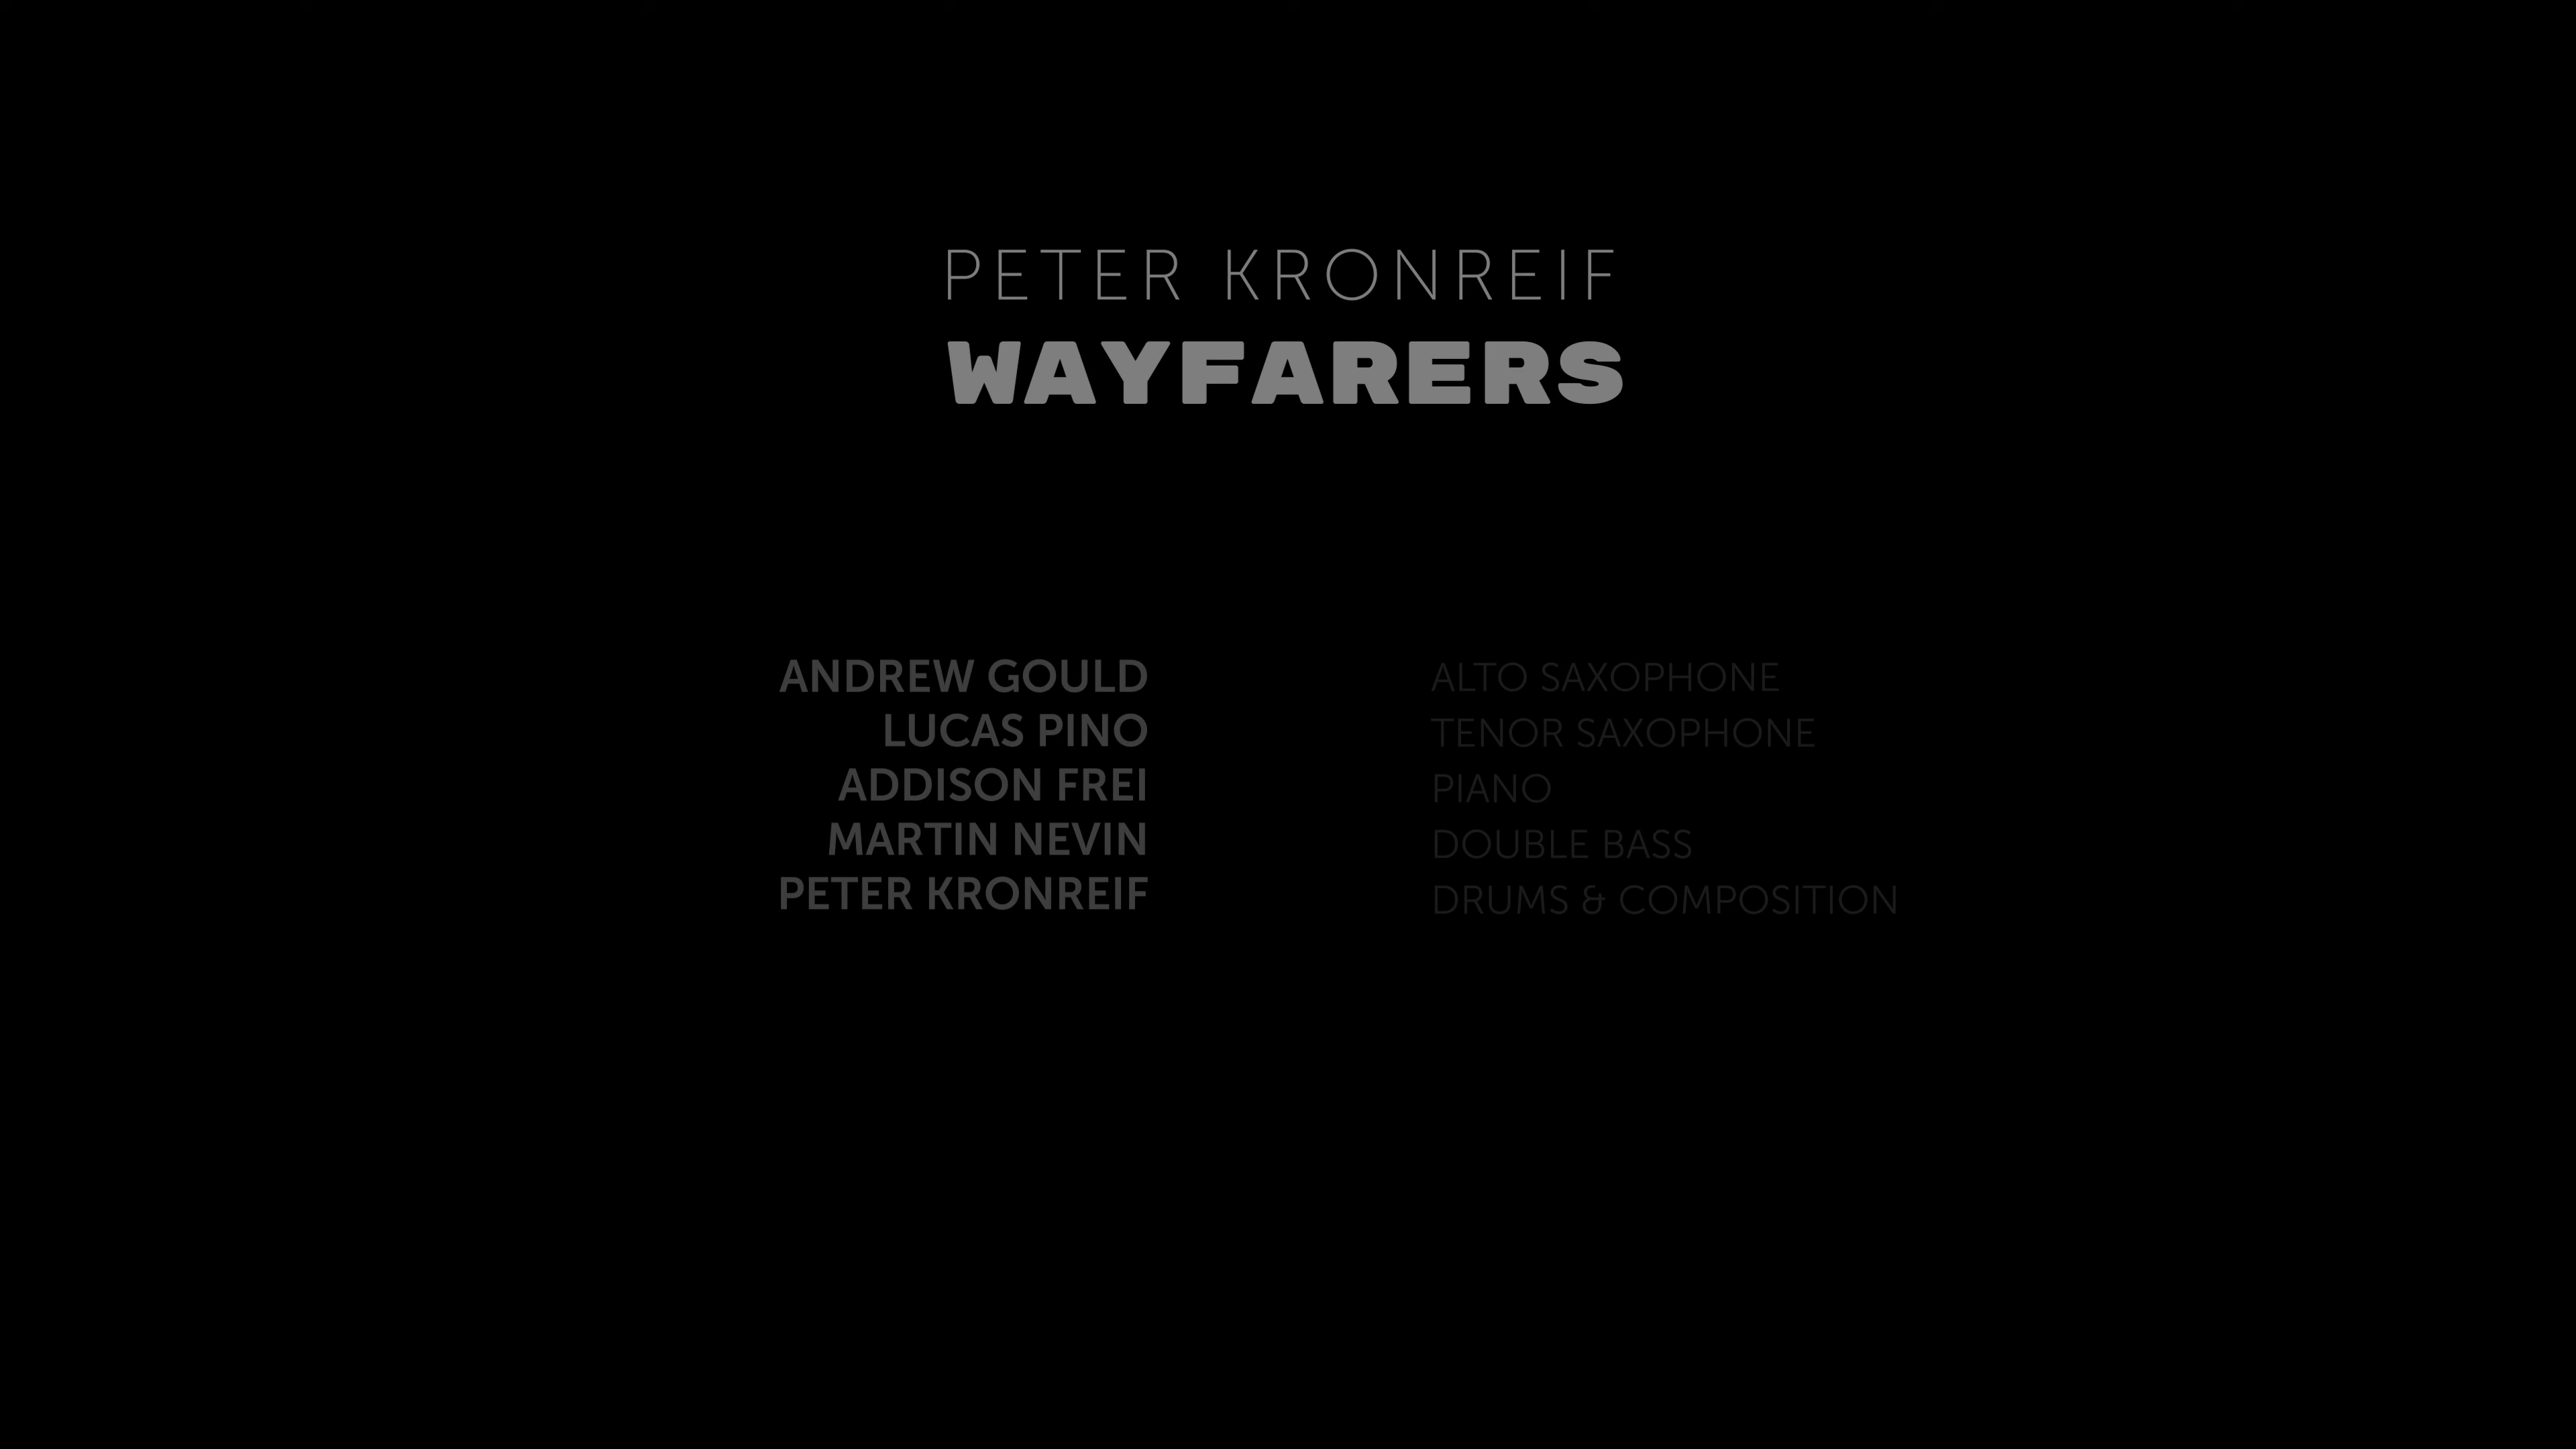 PETER KRONREIF
WAYFARERS
ANDREW GOULD ALTO SAXOPHONE
LUCAS PINO TENOR SAXOPHONE
ADDISON FREI PIANO
MARTIN NEVIN DOUBLE BASS
PETER KRONREIF DRUMS & COMPOSITION